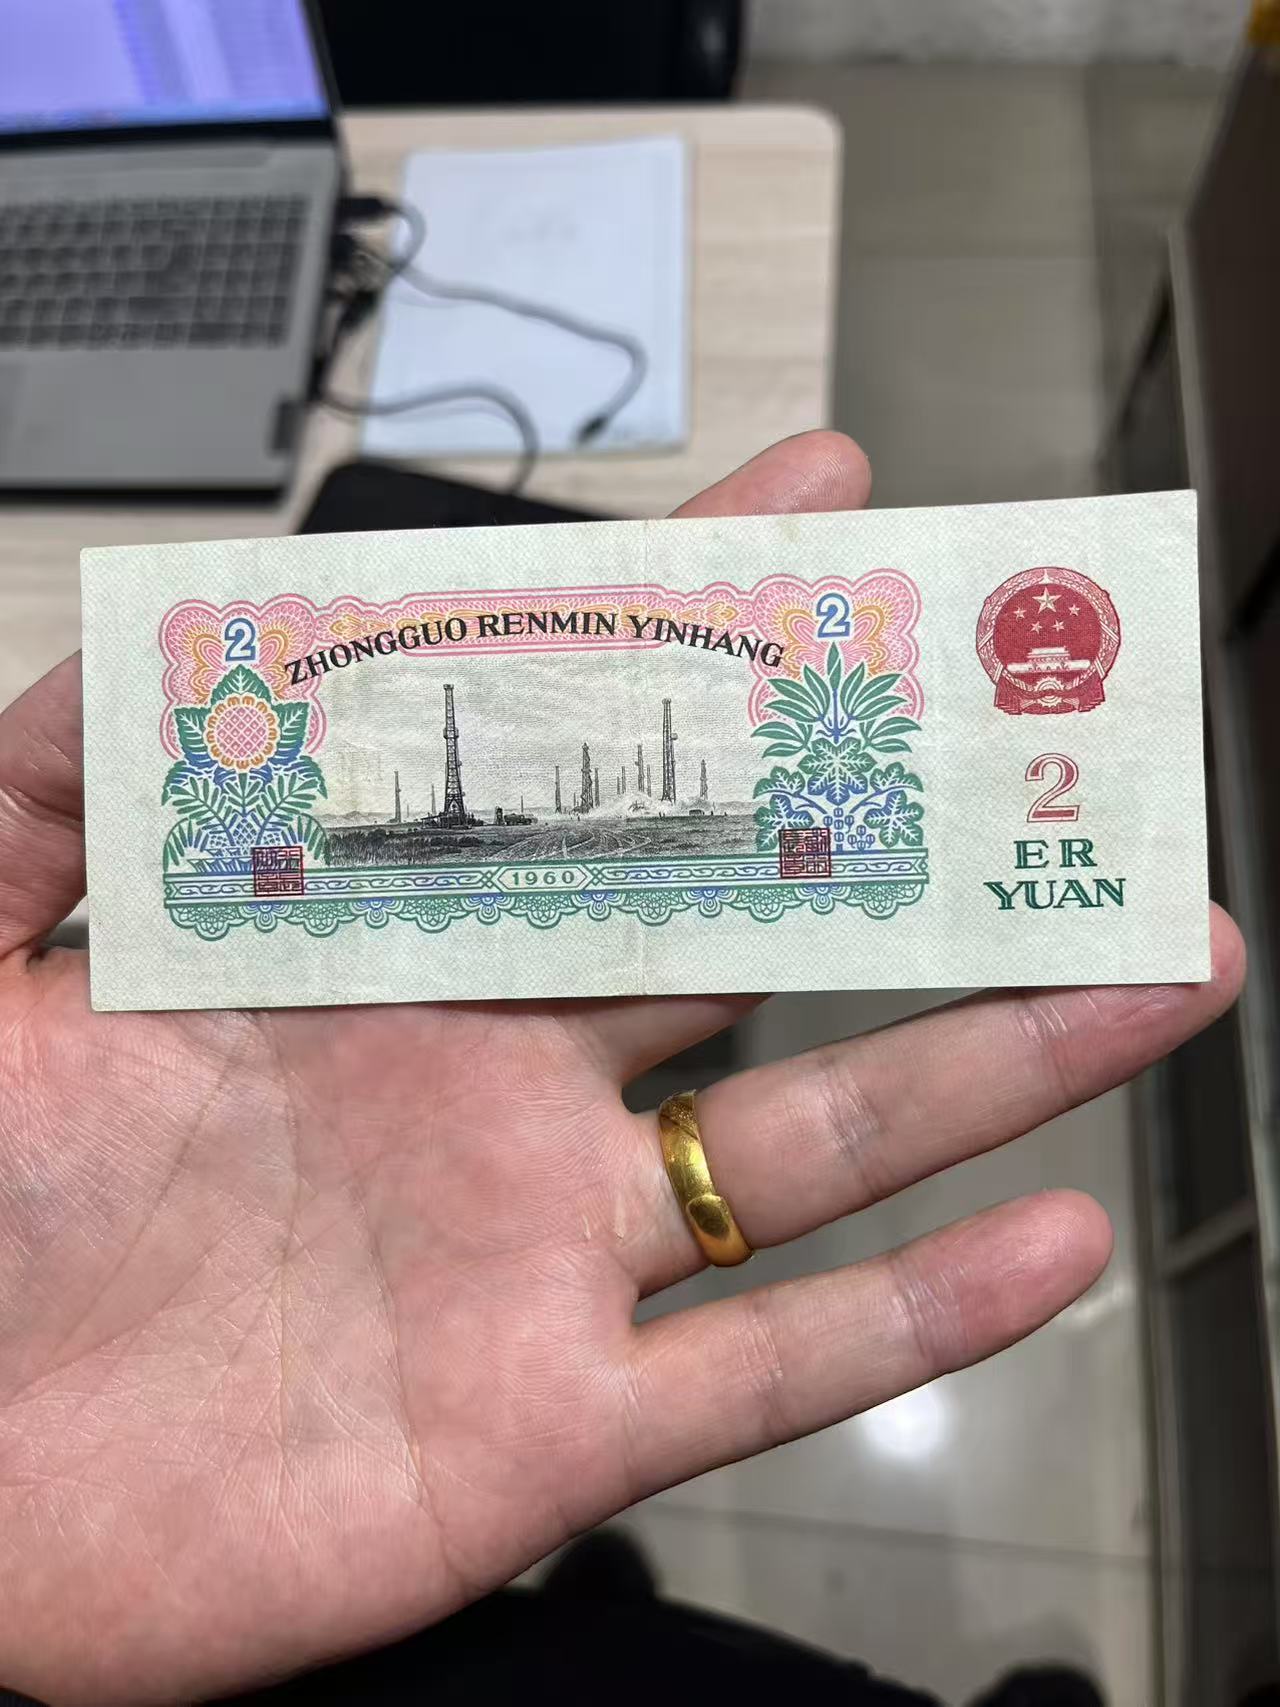 2
2
ZHONGGUO RENMIN YINHANG
2
ER
YUAN
1960